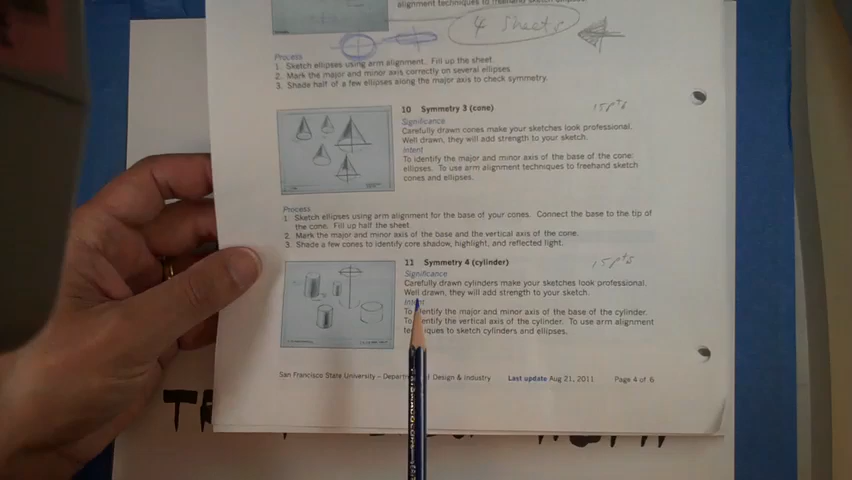 alignment techniques to freehand sketch ellipses
4 sheets
Process
1. Sketch ellipses using arm alignment. Fill up the sheet.
2. Mark the major and minor axis correctly on several ellipses
3. Shade half of a few ellipses along the major axis to check symmetry.
10 Symmetry 3 (cone)
15 pts
Significance
Carefully drawn cones make your sketches look professional.
Well drawn, they will add strength to your sketch.
Intent
To identify the major and minor axis of the base of the cone:
ellipses. To use arm alignment techniques to freehand sketch
cones and ellipses.
Process
1. Sketch ellipses using arm alignment for the base of your cones. Connect the base to the tip of
the cone. Fill up half the sheet.
2. Mark the major and minor axis of the base and the vertical axis of the cone.
3. Shade a few cones to identify core shadow, highlight, and reflected light.
11 Symmetry 4 (cylinder)
15 pts
Significance
Carefully drawn cylinders make your sketches look professional.
Well drawn, they will add strength to your sketch.
Intent
To identify the major and minor axis of the base of the cylinder.
To identify the vertical axis of the cylinder. To use arm alignment
techniques to sketch cylinders and ellipses.
San Francisco State University – Department of Design & Industry Last update Aug 21, 2011 Page 4 of 6